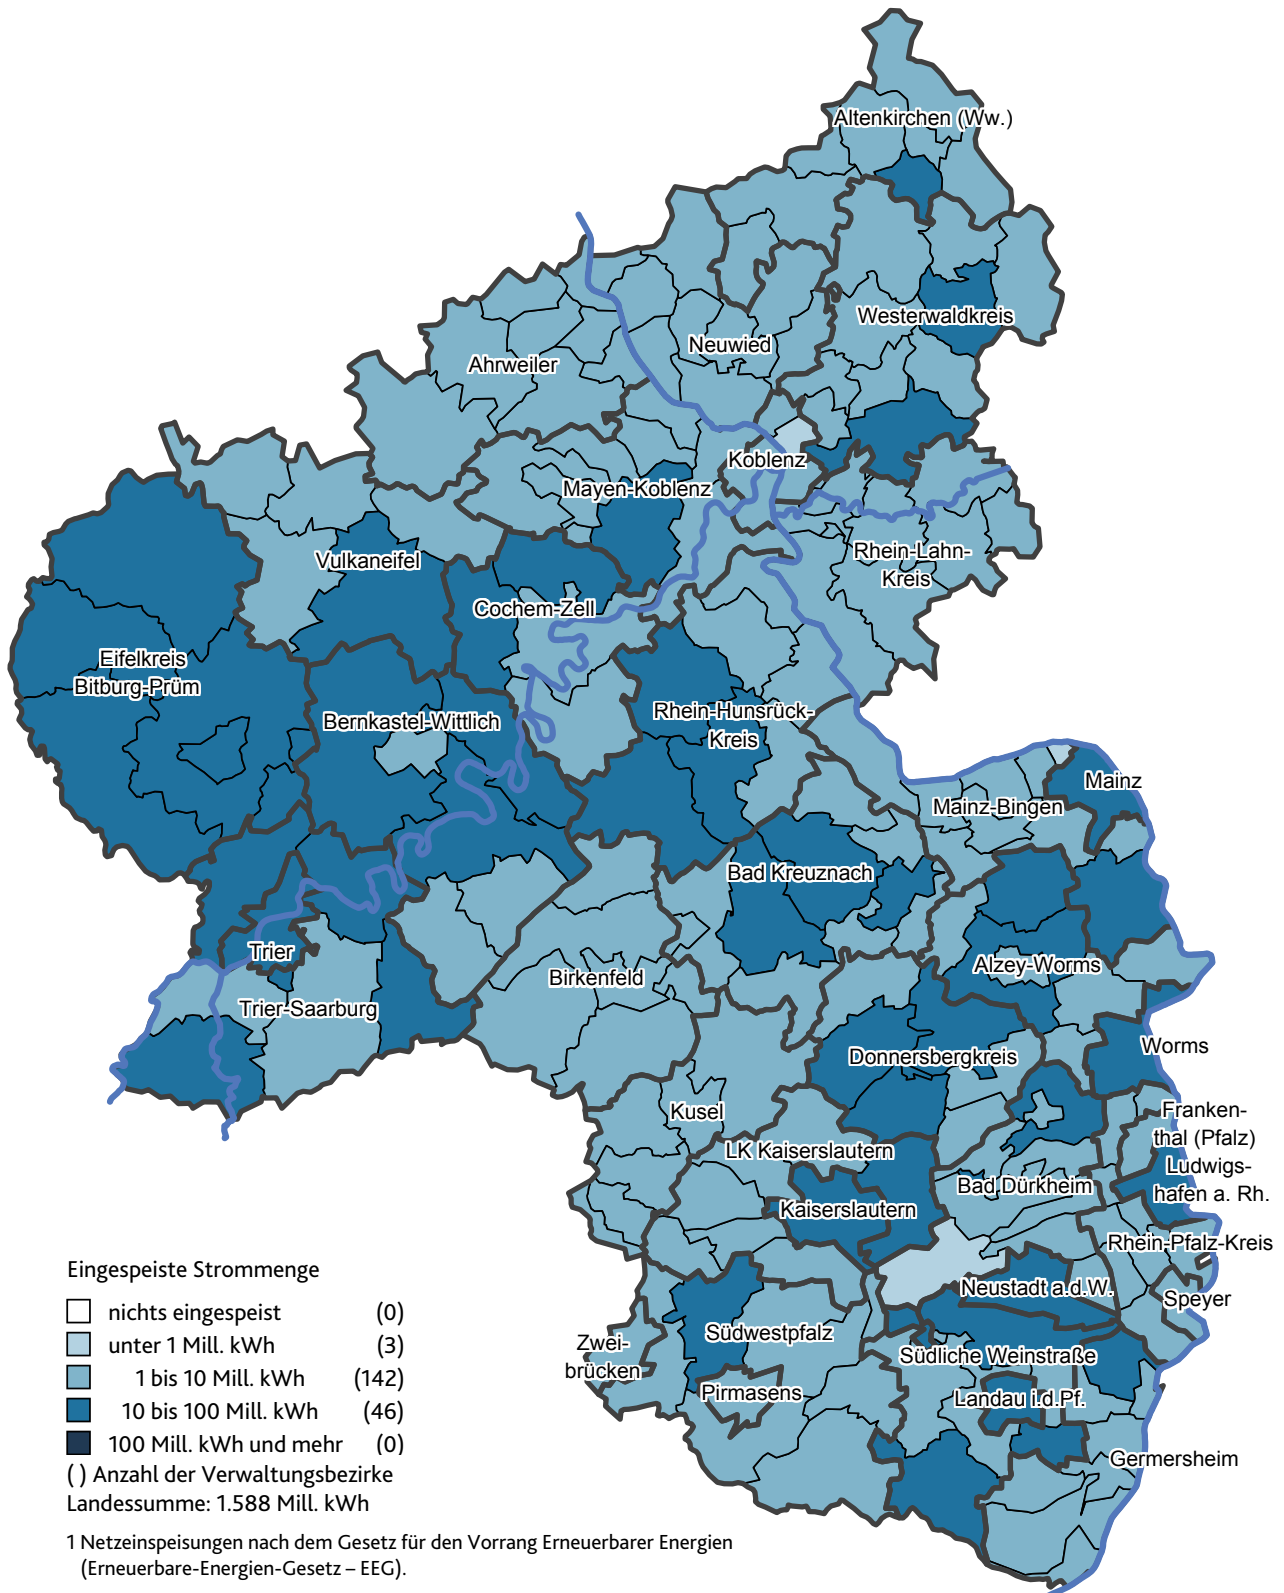 Altenkirchen (Ww.)
Westerwaldkreis
Neuwied
Ahrweiler
Koblenz
Mayen-Koblenz
Rhein-Lahn-
Kreis
Vulkaneifel
Cochem-Zell
Eifelkreis
Bitburg-Prüm
Bernkastel-Wittlich
Rhein-Hunsrück-
Kreis
Mainz
Mainz-Bingen
Bad Kreuznach
Trier
Alzey-Worms
Birkenfeld
Trier-Saarburg
Worms
Donnersbergkreis
Kusel
Franken-
thal (Pfalz)
LK Kaiserslautern
Ludwigs-
hafen a. Rh.
Bad Dürkheim
Kaiserslautern
Rhein-Pfalz-Kreis
Neustadt a.d.W.
Speyer
Südwestpfalz
Zwei-
brücken
Südliche Weinstraße
Pirmasens
Landau i.d.Pf.
Germersheim
Eingespeiste Strommenge
nichts eingespeist (0)
unter 1 Mill. kWh (3)
1 bis 10 Mill. kWh (142)
10 bis 100 Mill. kWh (46)
100 Mill. kWh und mehr (0)
( ) Anzahl der Verwaltungsbezirke
Landessumme: 1.588 Mill. kWh
1 Netzeinspeisungen nach dem Gesetz für den Vorrang Erneuerbarer Energien
(Erneuerbare-Energien-Gesetz – EEG).